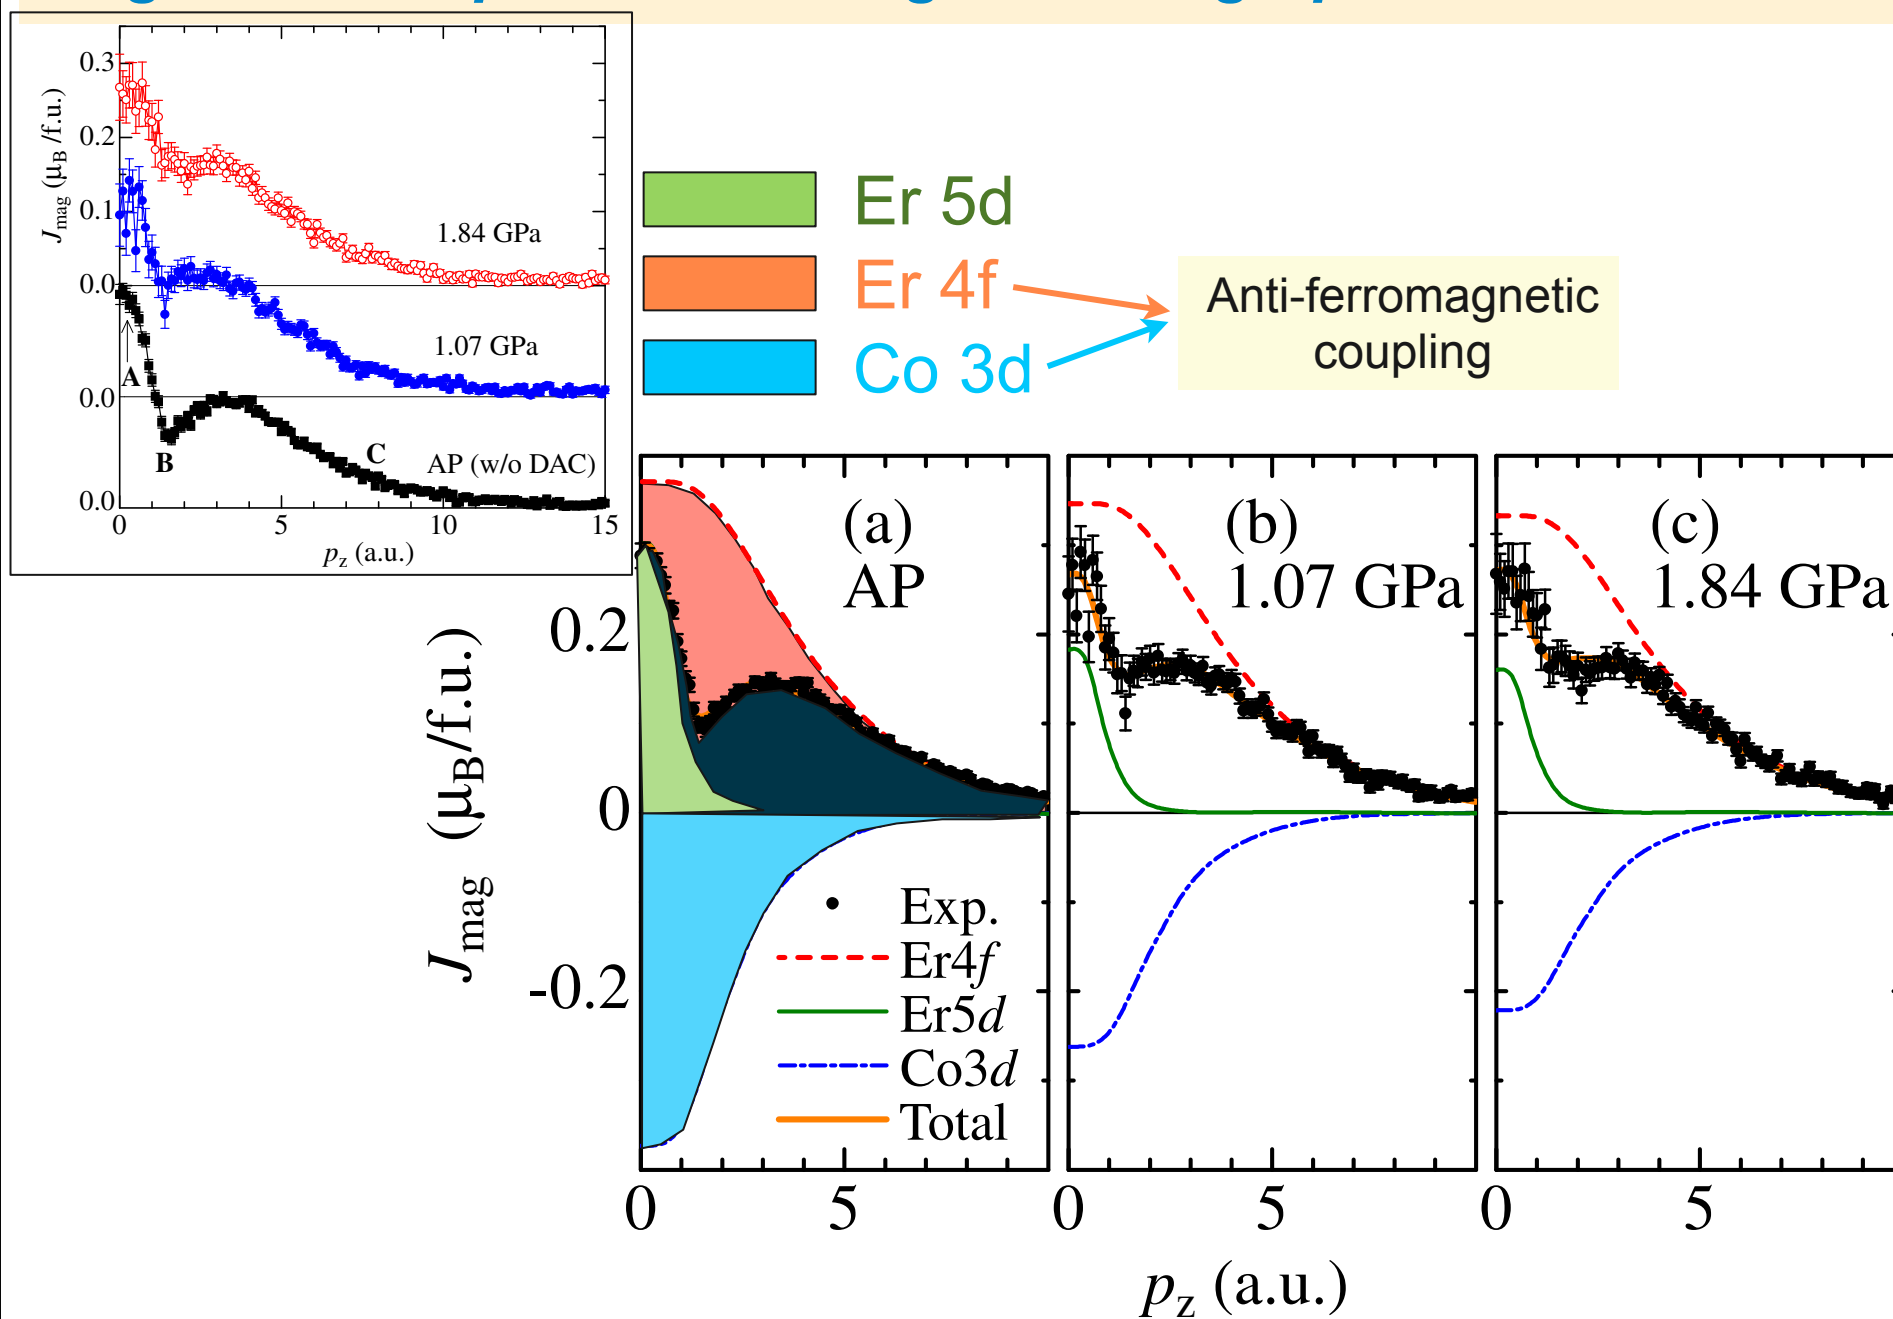 0.3
0.2
0.1
0.0
0.0
0.0
J_mag (μ_B/f.u.)
1.84 GPa
1.07 GPa
AP (w/o DAC)
A
B
C
0 5 10 15
p_z (a.u.)
Er 5d
Er 4f
Co 3d
Anti-ferromagnetic
coupling
(a)
AP
(b)
1.07 GPa
(c)
1.84 GPa
0.2
0
-0.2
J_mag (μ_B/f.u.)
Exp.
Er4f
Er5d
Co3d
Total
0 5 0 5 0 5
p_z (a.u.)